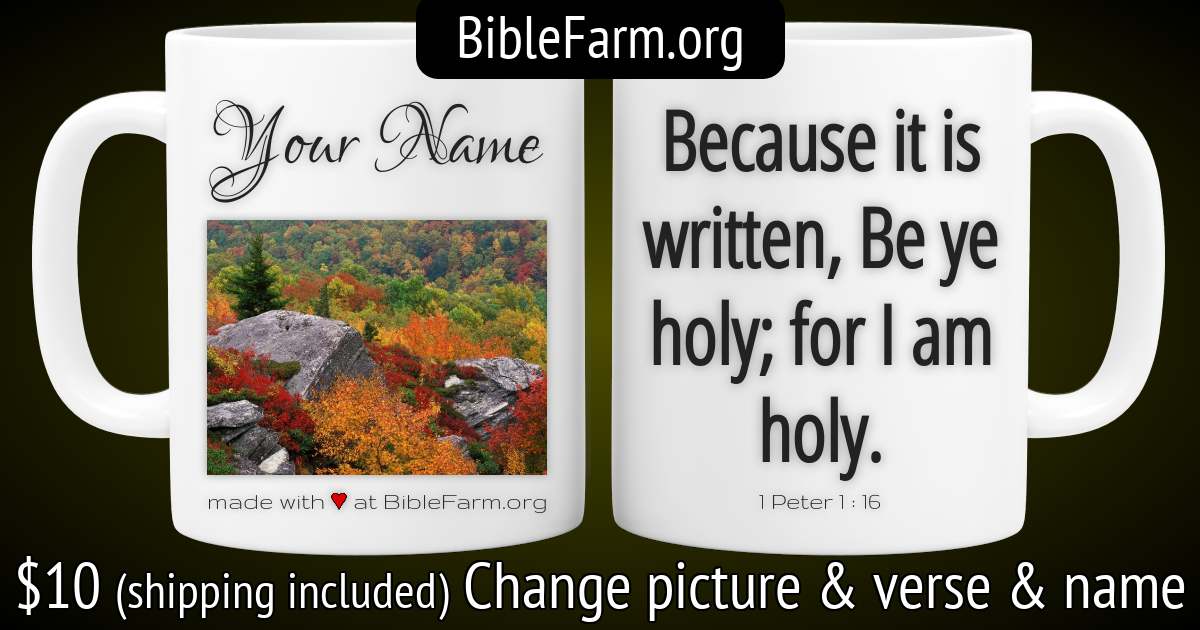 BibleFarm.org
Your Name
made with ♥ at BibleFarm.org
Because it is
written, Be ye
holy; for I am
holy.
1 Peter 1 : 16
$10 (shipping included) Change picture & verse & name